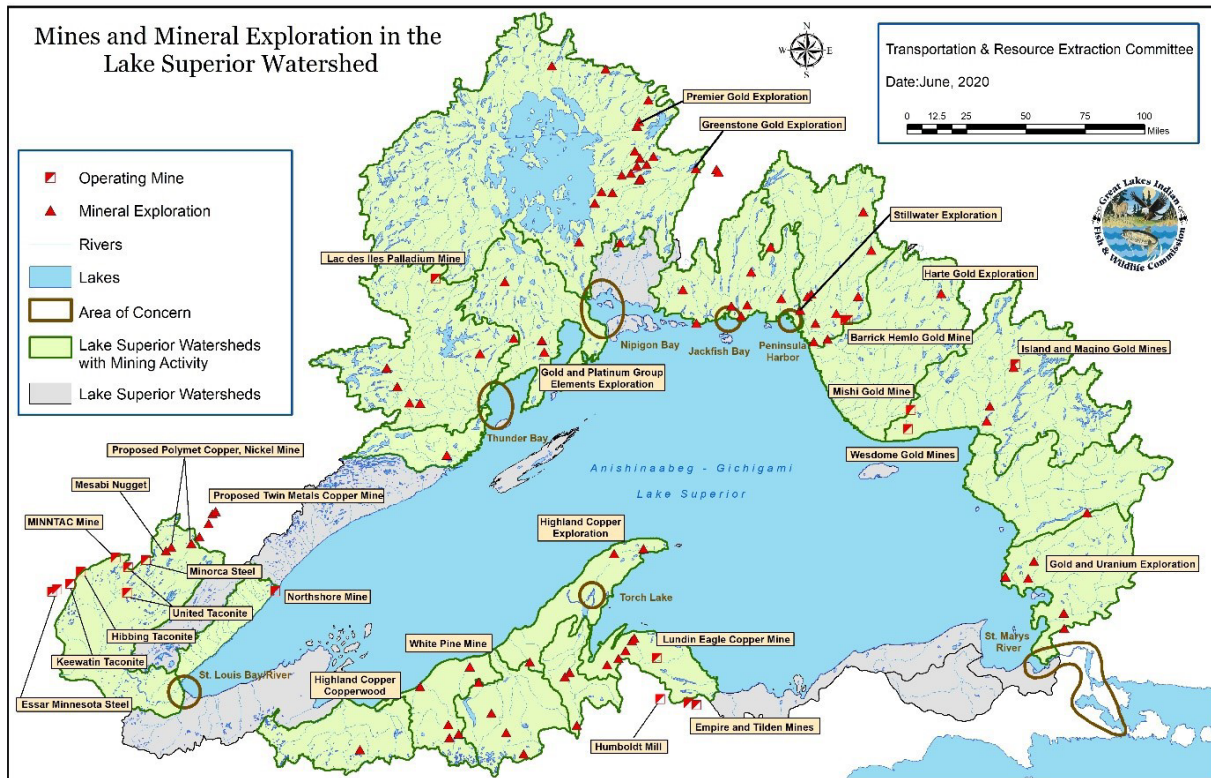 Mines and Mineral Exploration in the
Lake Superior Watershed
W
N
E
S
Transportation & Resource Extraction Committee
Date:June, 2020
0 12.5 25 50 75 100
Miles
Great Lakes Indian
Fish & Wildlife Commission
Operating Mine
Mineral Exploration
Rivers
Lakes
Area of Concern
Lake Superior Watersheds
with Mining Activity
Lake Superior Watersheds
Premier Gold Exploration
Greenstone Gold Exploration
Stillwater Exploration
Lac des Iles Palladium Mine
Harte Gold Exploration
Nipigon Bay
Jackfish Bay
Peninsula
Harbor
Barrick Hemlo Gold Mine
Island and Magino Gold Mines
Gold and Platinum Group
Elements Exploration
Mishi Gold Mine
Thunder Bay
Wesdome Gold Mines
Proposed Polymet Copper, Nickel Mine
Mesabi Nugget
Proposed Twin Metals Copper Mine
MINNTAC Mine
Anishinaabeg - Gichigami
Lake Superior
Highland Copper
Exploration
Minorca Steel
Gold and Uranium Exploration
Northshore Mine
Torch Lake
United Taconite
Hibbing Taconite
White Pine Mine
Lundin Eagle Copper Mine
St. Marys
River
Keewatin Taconite
St. Louis Bay/River
Highland Copper
Copperwood
Essar Minnesota Steel
Empire and Tilden Mines
Humboldt Mill